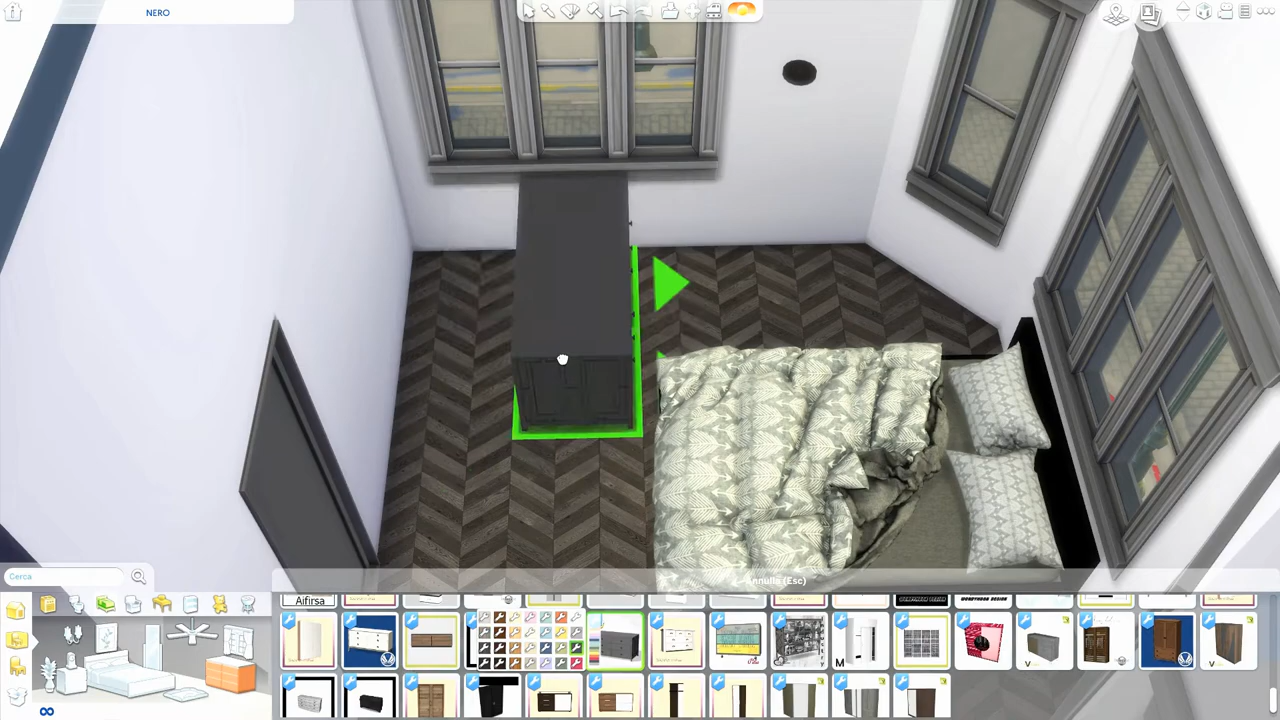 NERO
Annulla (Esc)
Cerca
Aifirsa
M
V
V